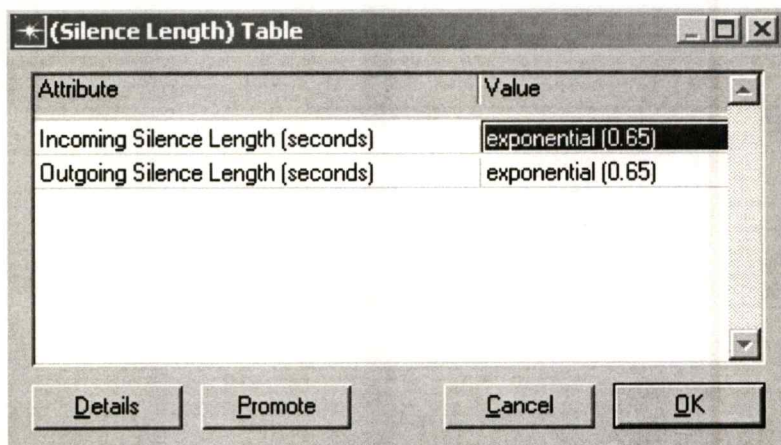 (Silence Length) Table
Attribute Value
Incoming Silence Length (seconds) exponential (0.65)
Outgoing Silence Length (seconds) exponential (0.65)
Details Promote Cancel OK